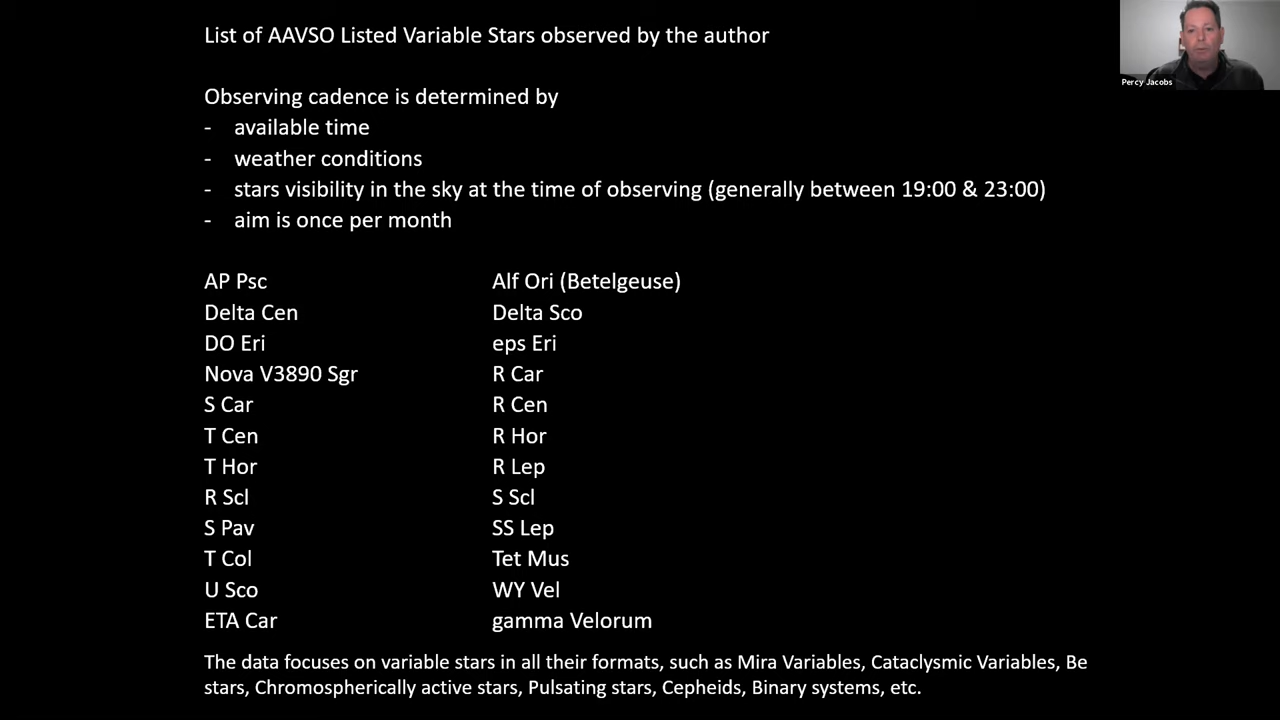 List of AAVSO Listed Variable Stars observed by the author
Percy Jacobs
Observing cadence is determined by
- available time
- weather conditions
- stars visibility in the sky at the time of observing (generally between 19:00 & 23:00)
- aim is once per month
AP Psc
Delta Cen
DO Eri
Nova V3890 Sgr
S Car
T Cen
T Hor
R Scl
S Pav
T Col
U Sco
ETA Car
Alf Ori (Betelgeuse)
Delta Sco
eps Eri
R Car
R Cen
R Hor
R Lep
S Scl
SS Lep
Tet Mus
WY Vel
gamma Velorum
The data focuses on variable stars in all their formats, such as Mira Variables, Cataclysmic Variables, Be
stars, Chromospherically active stars, Pulsating stars, Cepheids, Binary systems, etc.